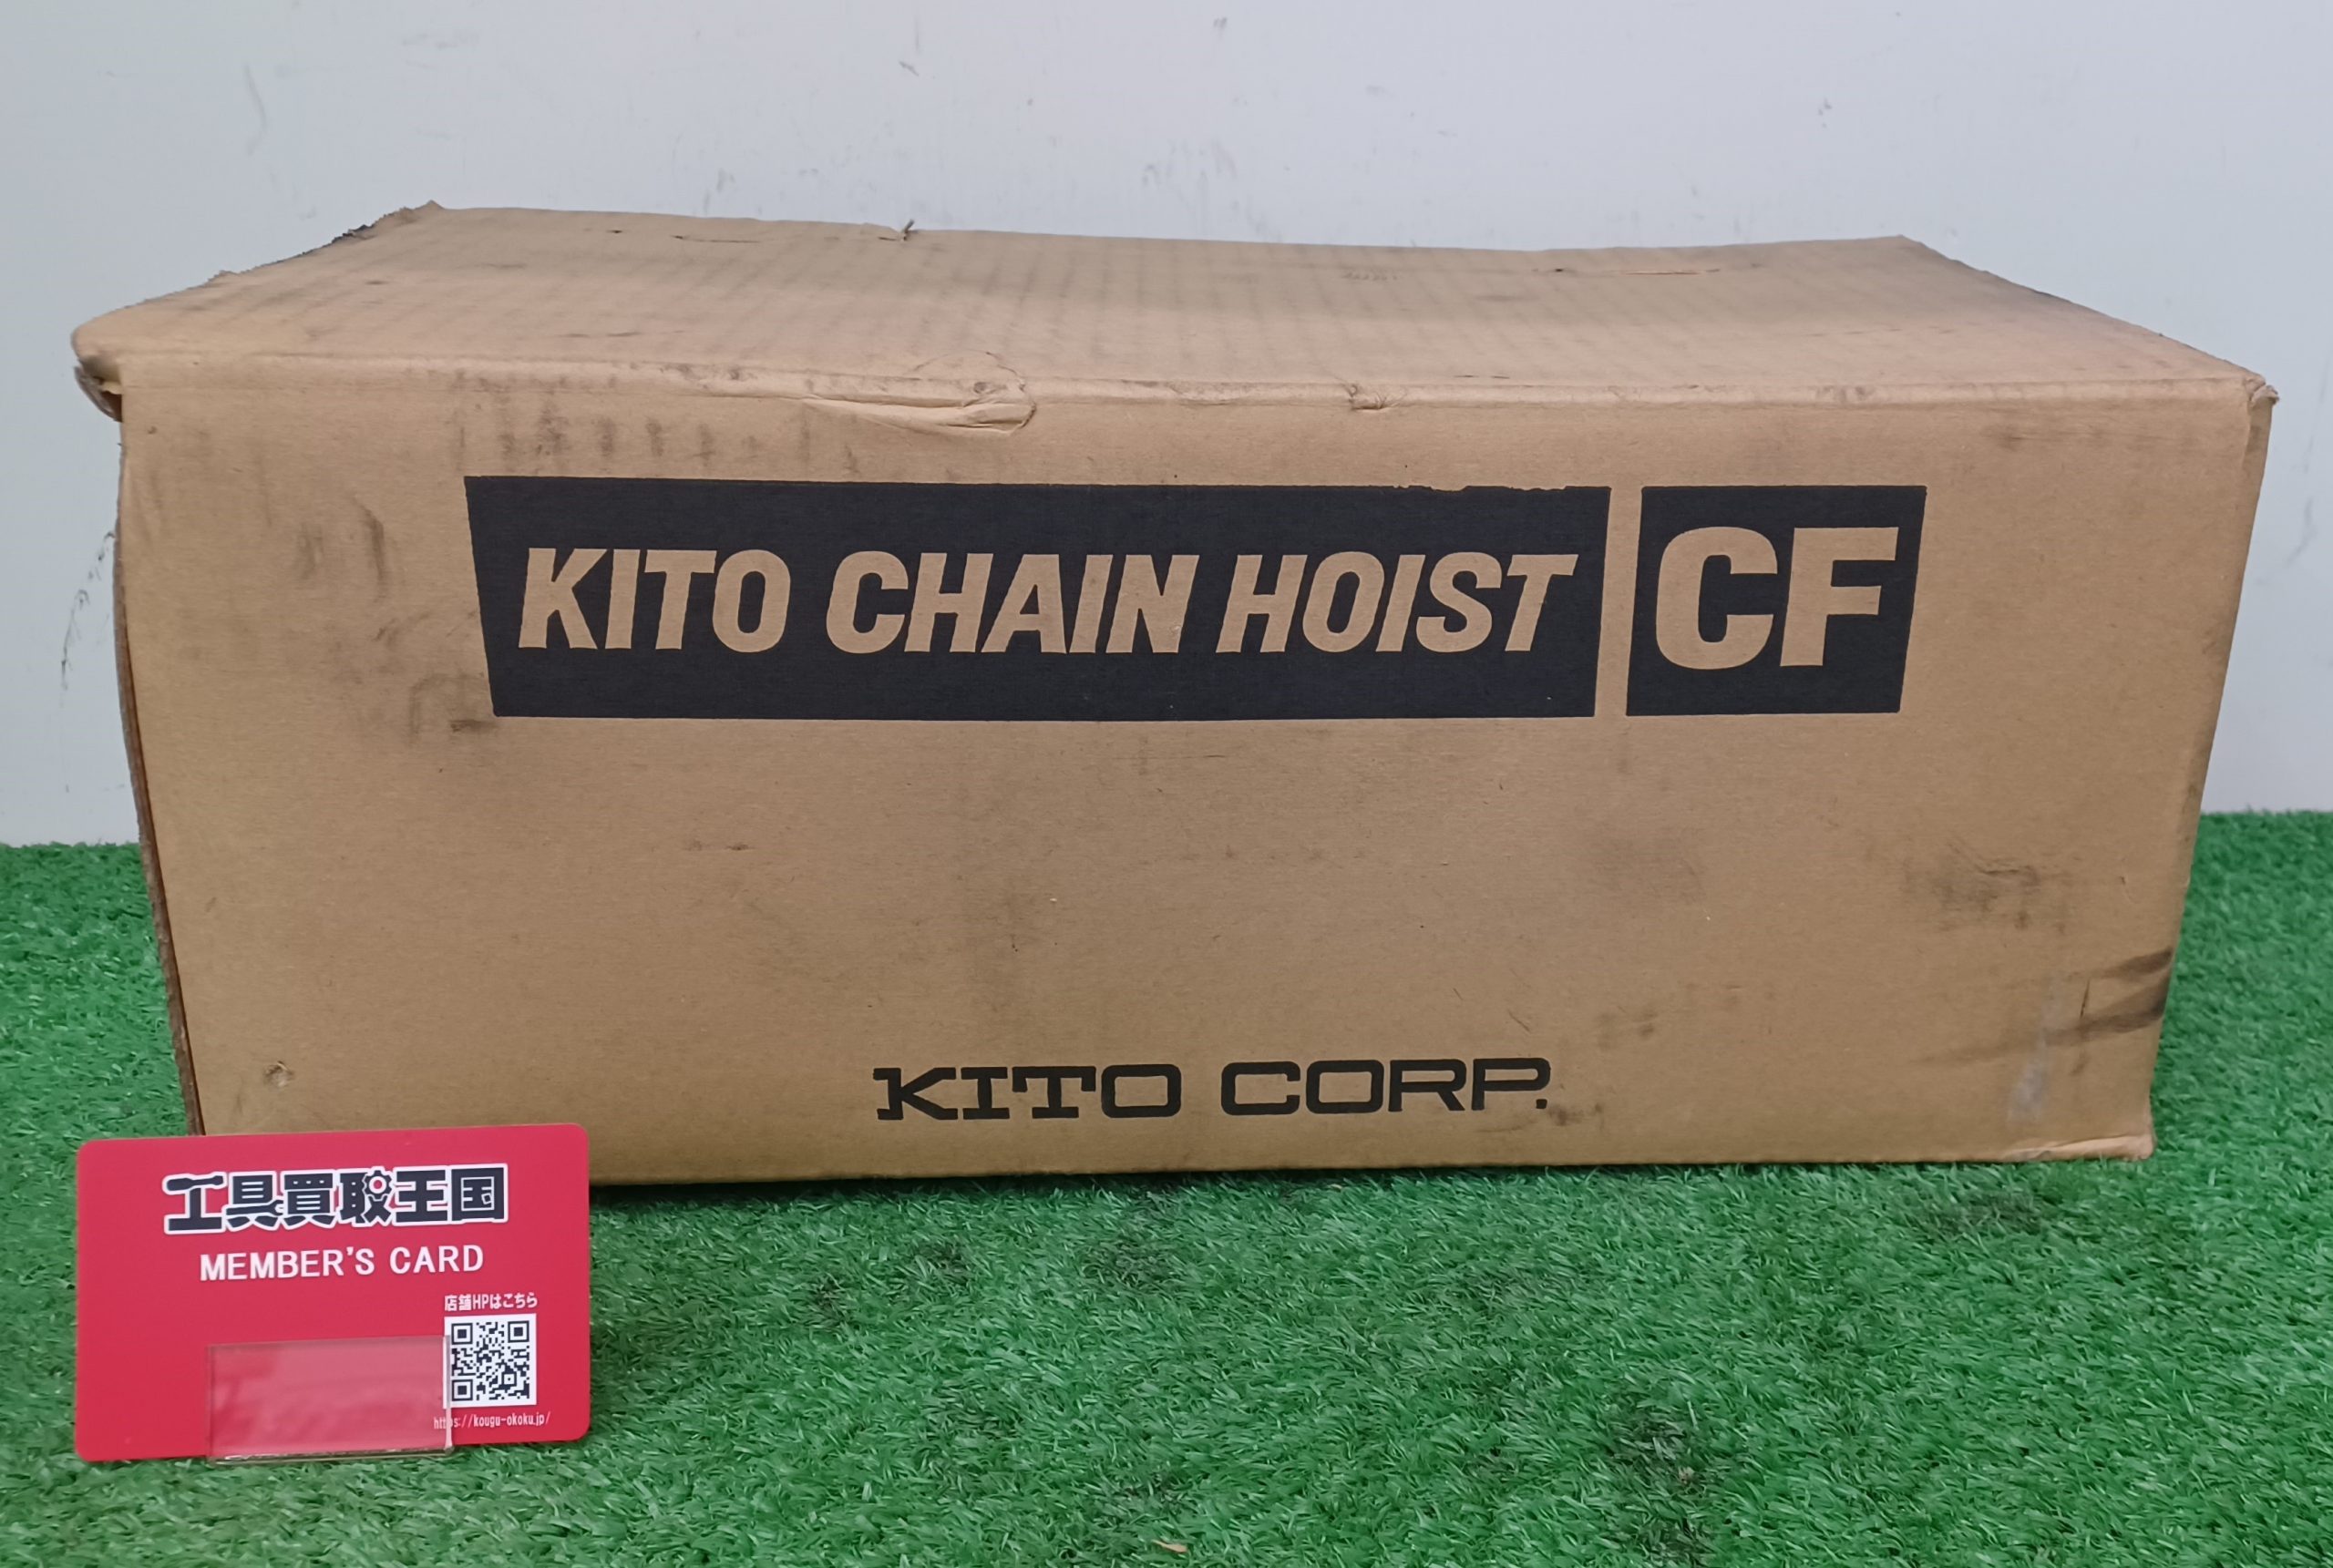 KITO CHAIN HOIST CF
KITO CORP.
工具買取王国
MEMBER'S CARD
店舗HPはこちら
https://kougu-okoku.jp/